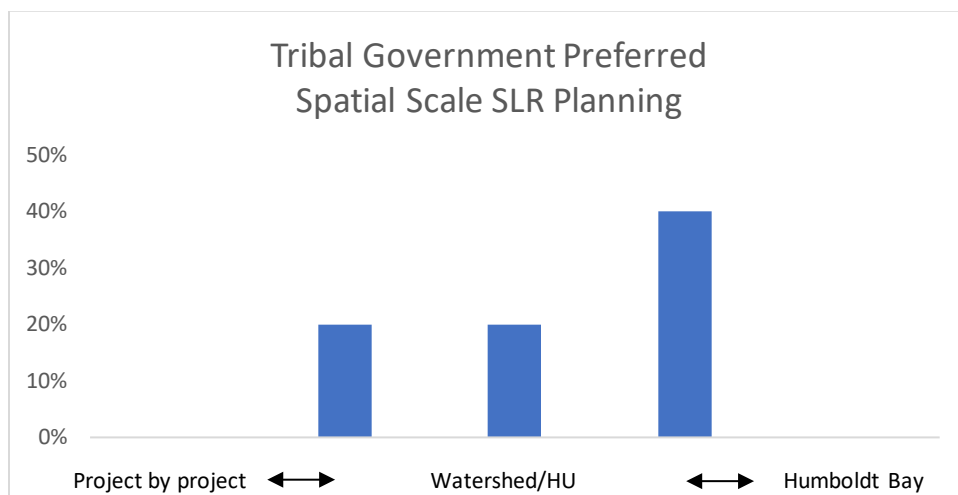 Tribal Government Preferred
Spatial Scale SLR Planning
50%
40%
30%
20%
10%
0%
Project by project ↔ Watershed/HU ↔ Humboldt Bay